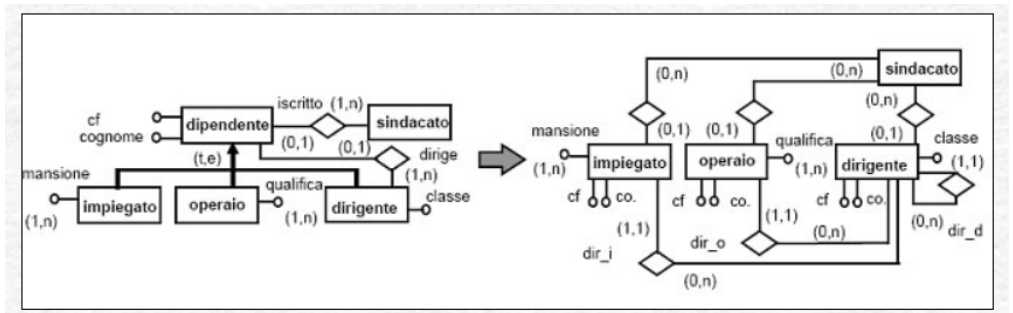 cf
cognome
dipendente
iscritto
(1,n)
sindacato
(0,1)
(0,1)
dirige
(1,n)
(t,e)
mansione
(1,n)
impiegato
operaio
qualifica
(1,n)
dirigente
classe
sindacato
(0,n)
(0,n)
(0,n)
mansione
(1,n)
(0,1)
impiegato
cf
co.
(0,1)
operaio
qualifica
(1,n)
cf
co.
(0,1)
dirigente
classe
(1,1)
cf
co.
(0,n)
dir_d
(1,1)
dir_i
dir_o
(1,1)
(0,n)
(0,n)